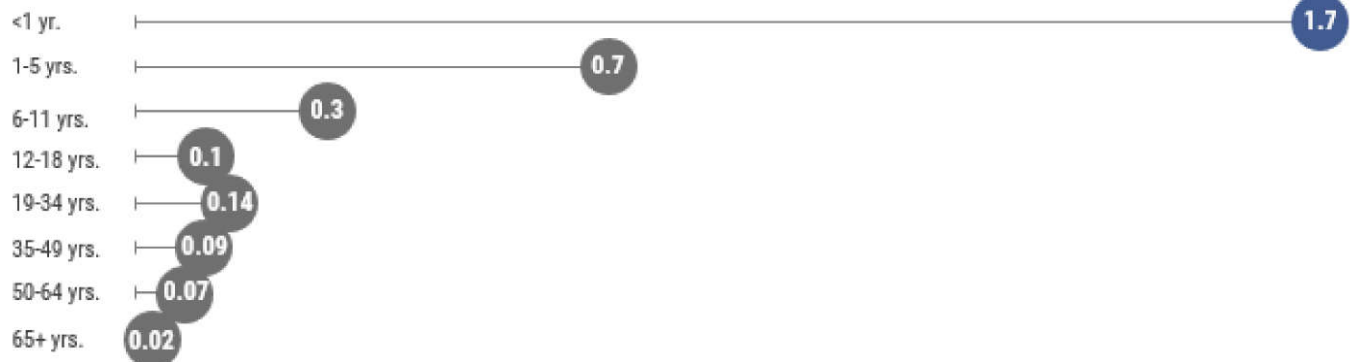 <1 yr. 1.7
1-5 yrs. 0.7
6-11 yrs. 0.3
12-18 yrs. 0.1
19-34 yrs. 0.14
35-49 yrs. 0.09
50-64 yrs. 0.07
65+ yrs. 0.02